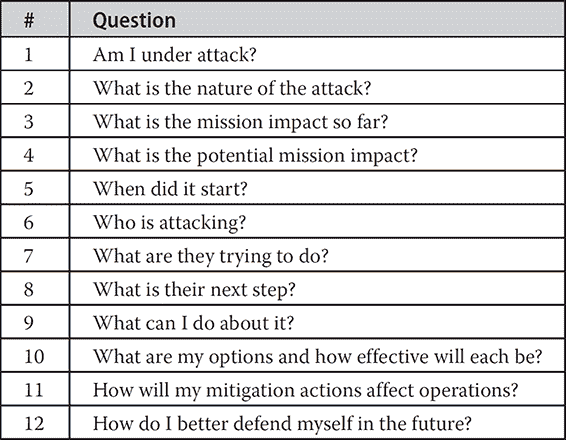 # Question
1 Am I under attack?
2 What is the nature of the attack?
3 What is the mission impact so far?
4 What is the potential mission impact?
5 When did it start?
6 Who is attacking?
7 What are they trying to do?
8 What is their next step?
9 What can I do about it?
10 What are my options and how effective will each be?
11 How will my mitigation actions affect operations?
12 How do I better defend myself in the future?